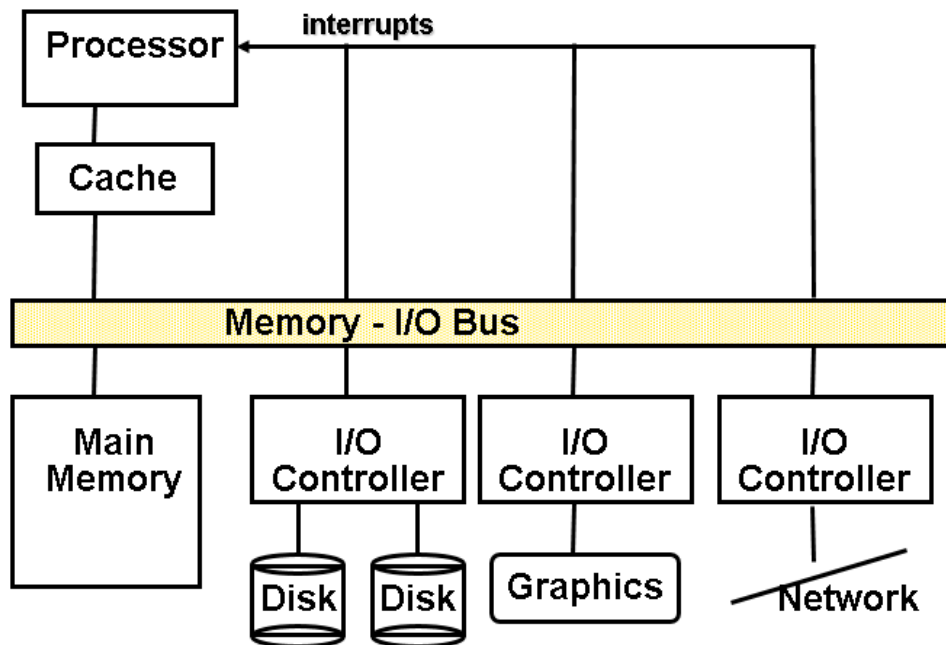 interrupts
Processor
Cache
Memory - I/O Bus
Main
Memory
I/O
Controller
I/O
Controller
I/O
Controller
Disk
Disk
Graphics
Network